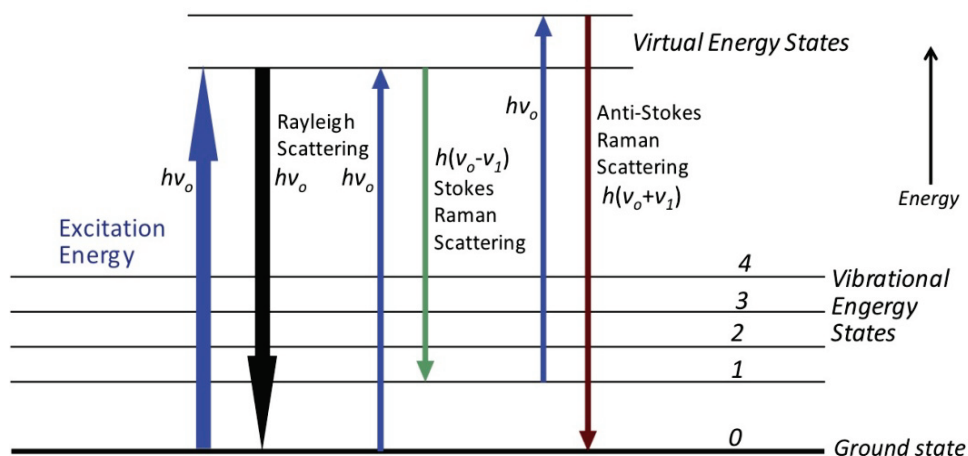 Virtual Energy States
hνo
Anti-Stokes
Raman
Scattering
h(νo+ν1)
Energy
Rayleigh
Scattering
hνo
hνo
hνo
h(νo-ν1)
Stokes
Raman
Scattering
Excitation
Energy
4
3
2
1
0
Vibrational
Engergy
States
Ground state